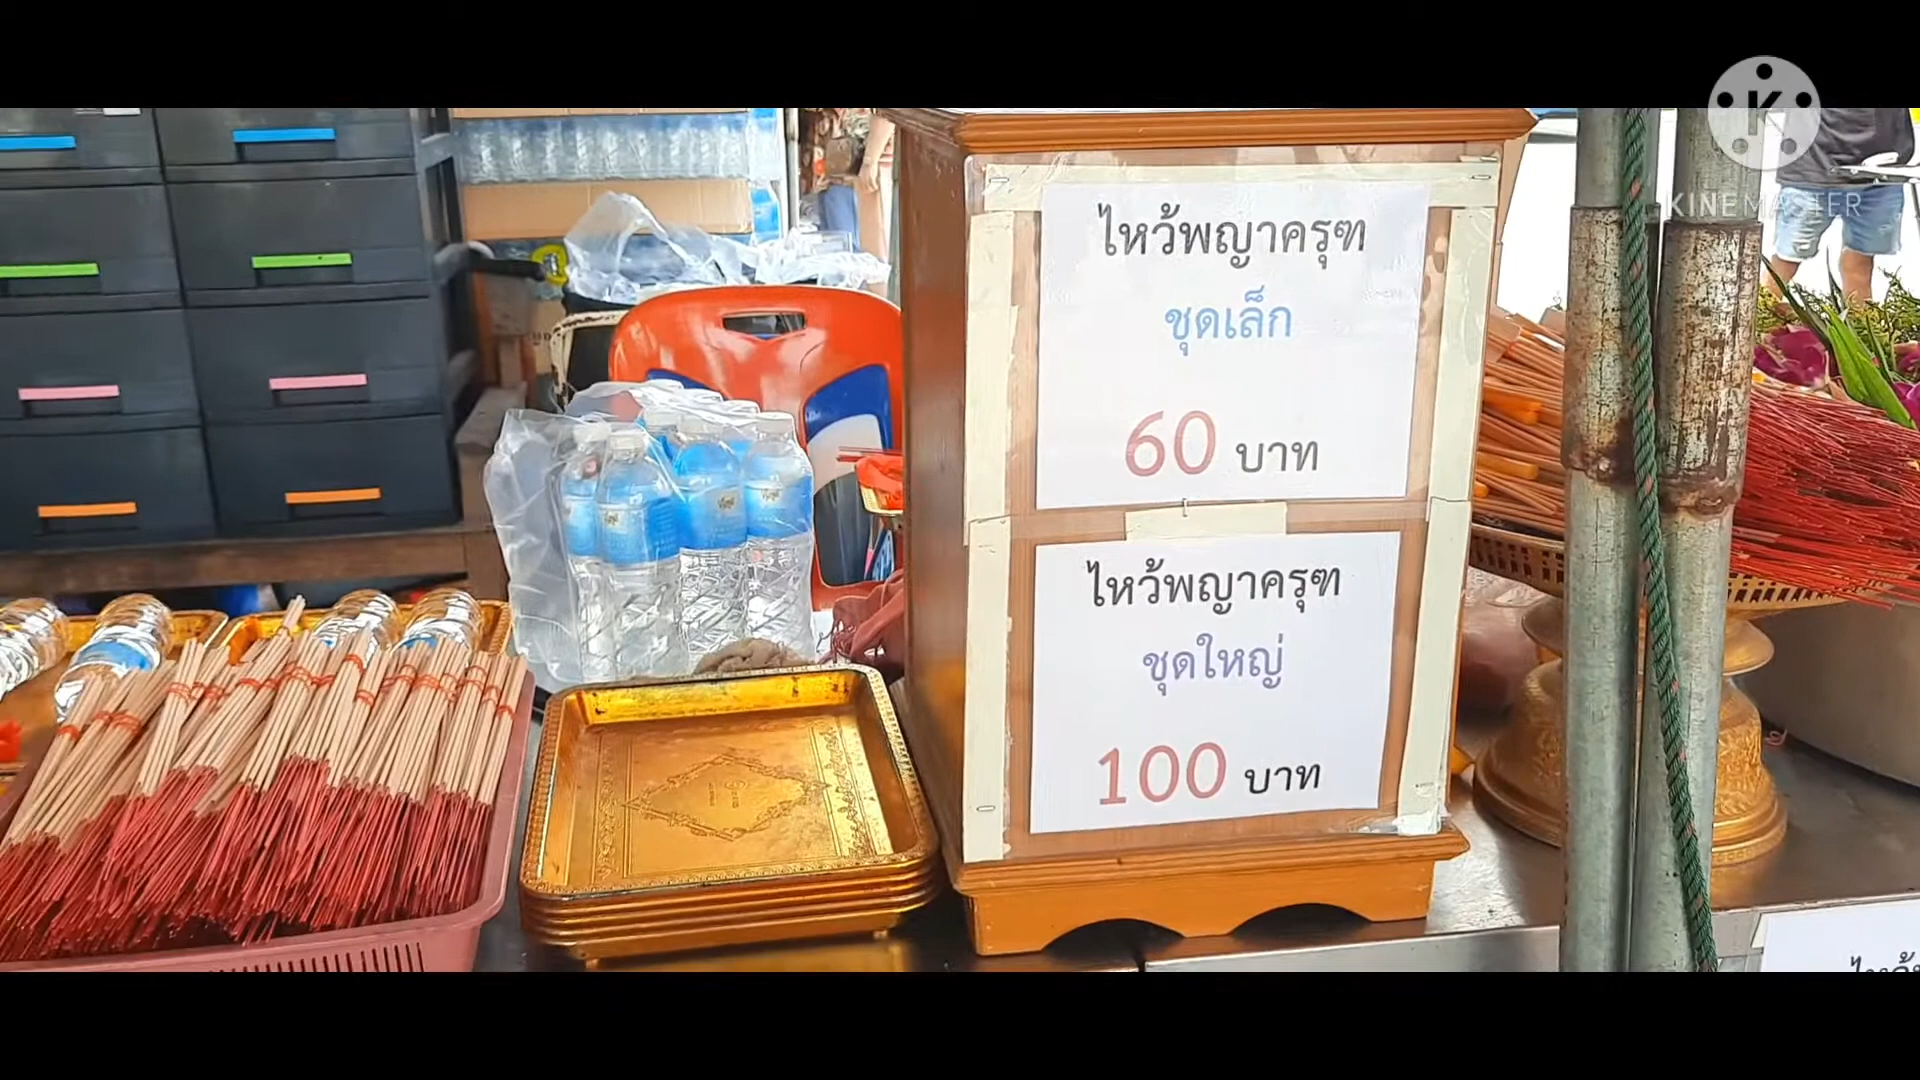 ไหว้พญาครุฑ
ชุดเล็ก
60 บาท
ไหว้พญาครุฑ
ชุดใหญ่
100 บาท
K
KINEMASTER